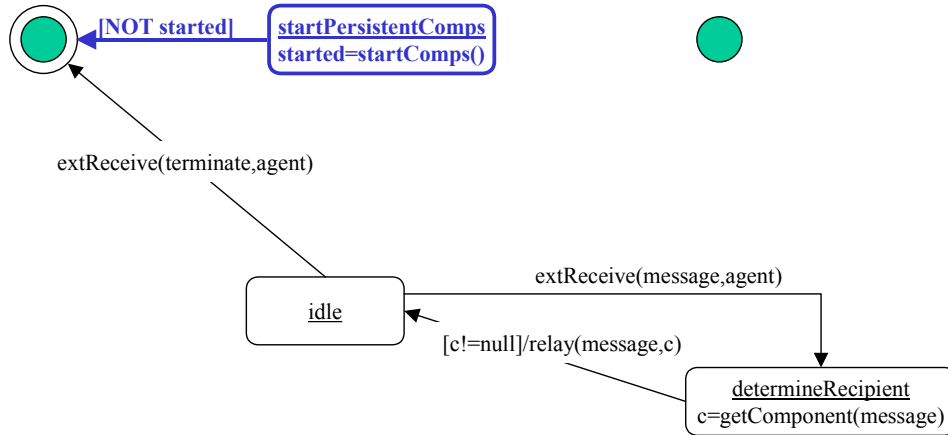 [NOT started]
startPersistentComps
started=startComps()
extReceive(terminate,agent)
extReceive(message,agent)
idle
[c!=null]/relay(message,c)
determineRecipient
c=getComponent(message)